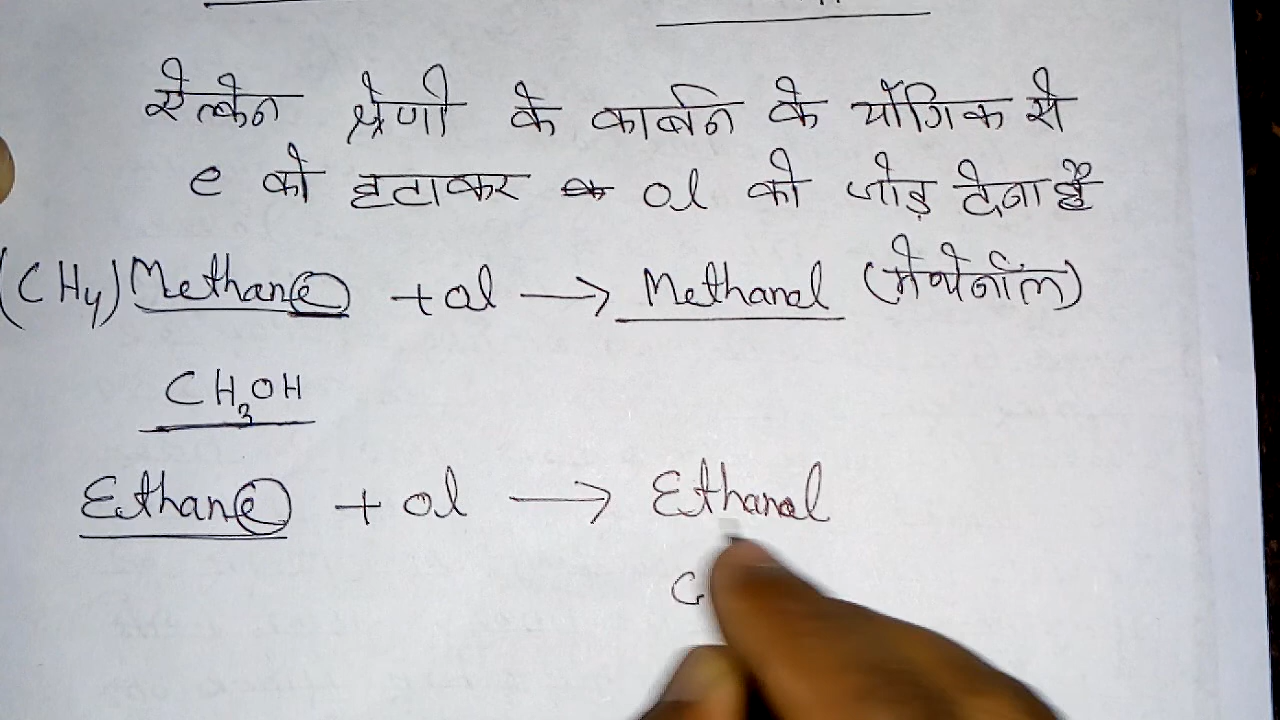 ऐल्केन श्रेणी के कार्बन के यौगिक से
e को हटाकर ol को जोड़ देना है
(CH4) Methane + ol → Methanol (मेथेनॉल)
CH3OH
Ethane + ol → Ethanol
C